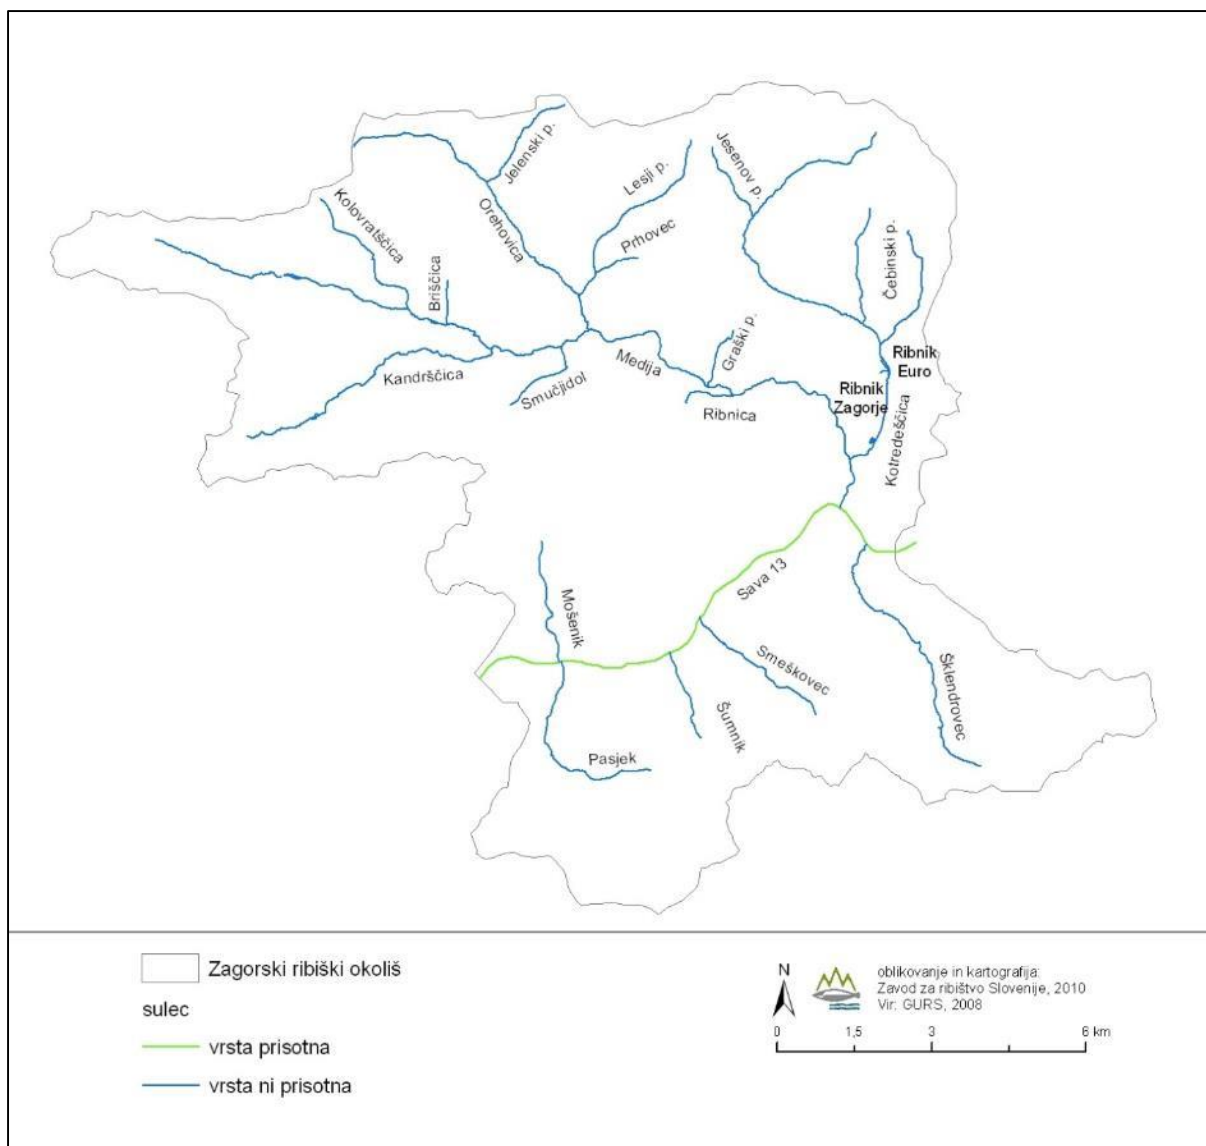 Jelenski p.
Lesji p.
Jesenov p.
Kolovratščica
Orehovica
Prhovec
Čebinski p.
Briščica
Medija
Graški p.
Ribnik
Euro
Kandrščica
Smučjidol
Ribnica
Ribnik
Zagorje
Kotredeščica
Sava 13
Mošenik
Smeškovec
Šklendrovec
Šumnik
Pasjek
Zagorski ribiški okoliš
sulec
vrsta prisotna
vrsta ni prisotna
N
oblikovanje in kartografija:
Zavod za ribištvo Slovenije, 2010
Vir: GURS, 2008
0 1,5 3 6 km